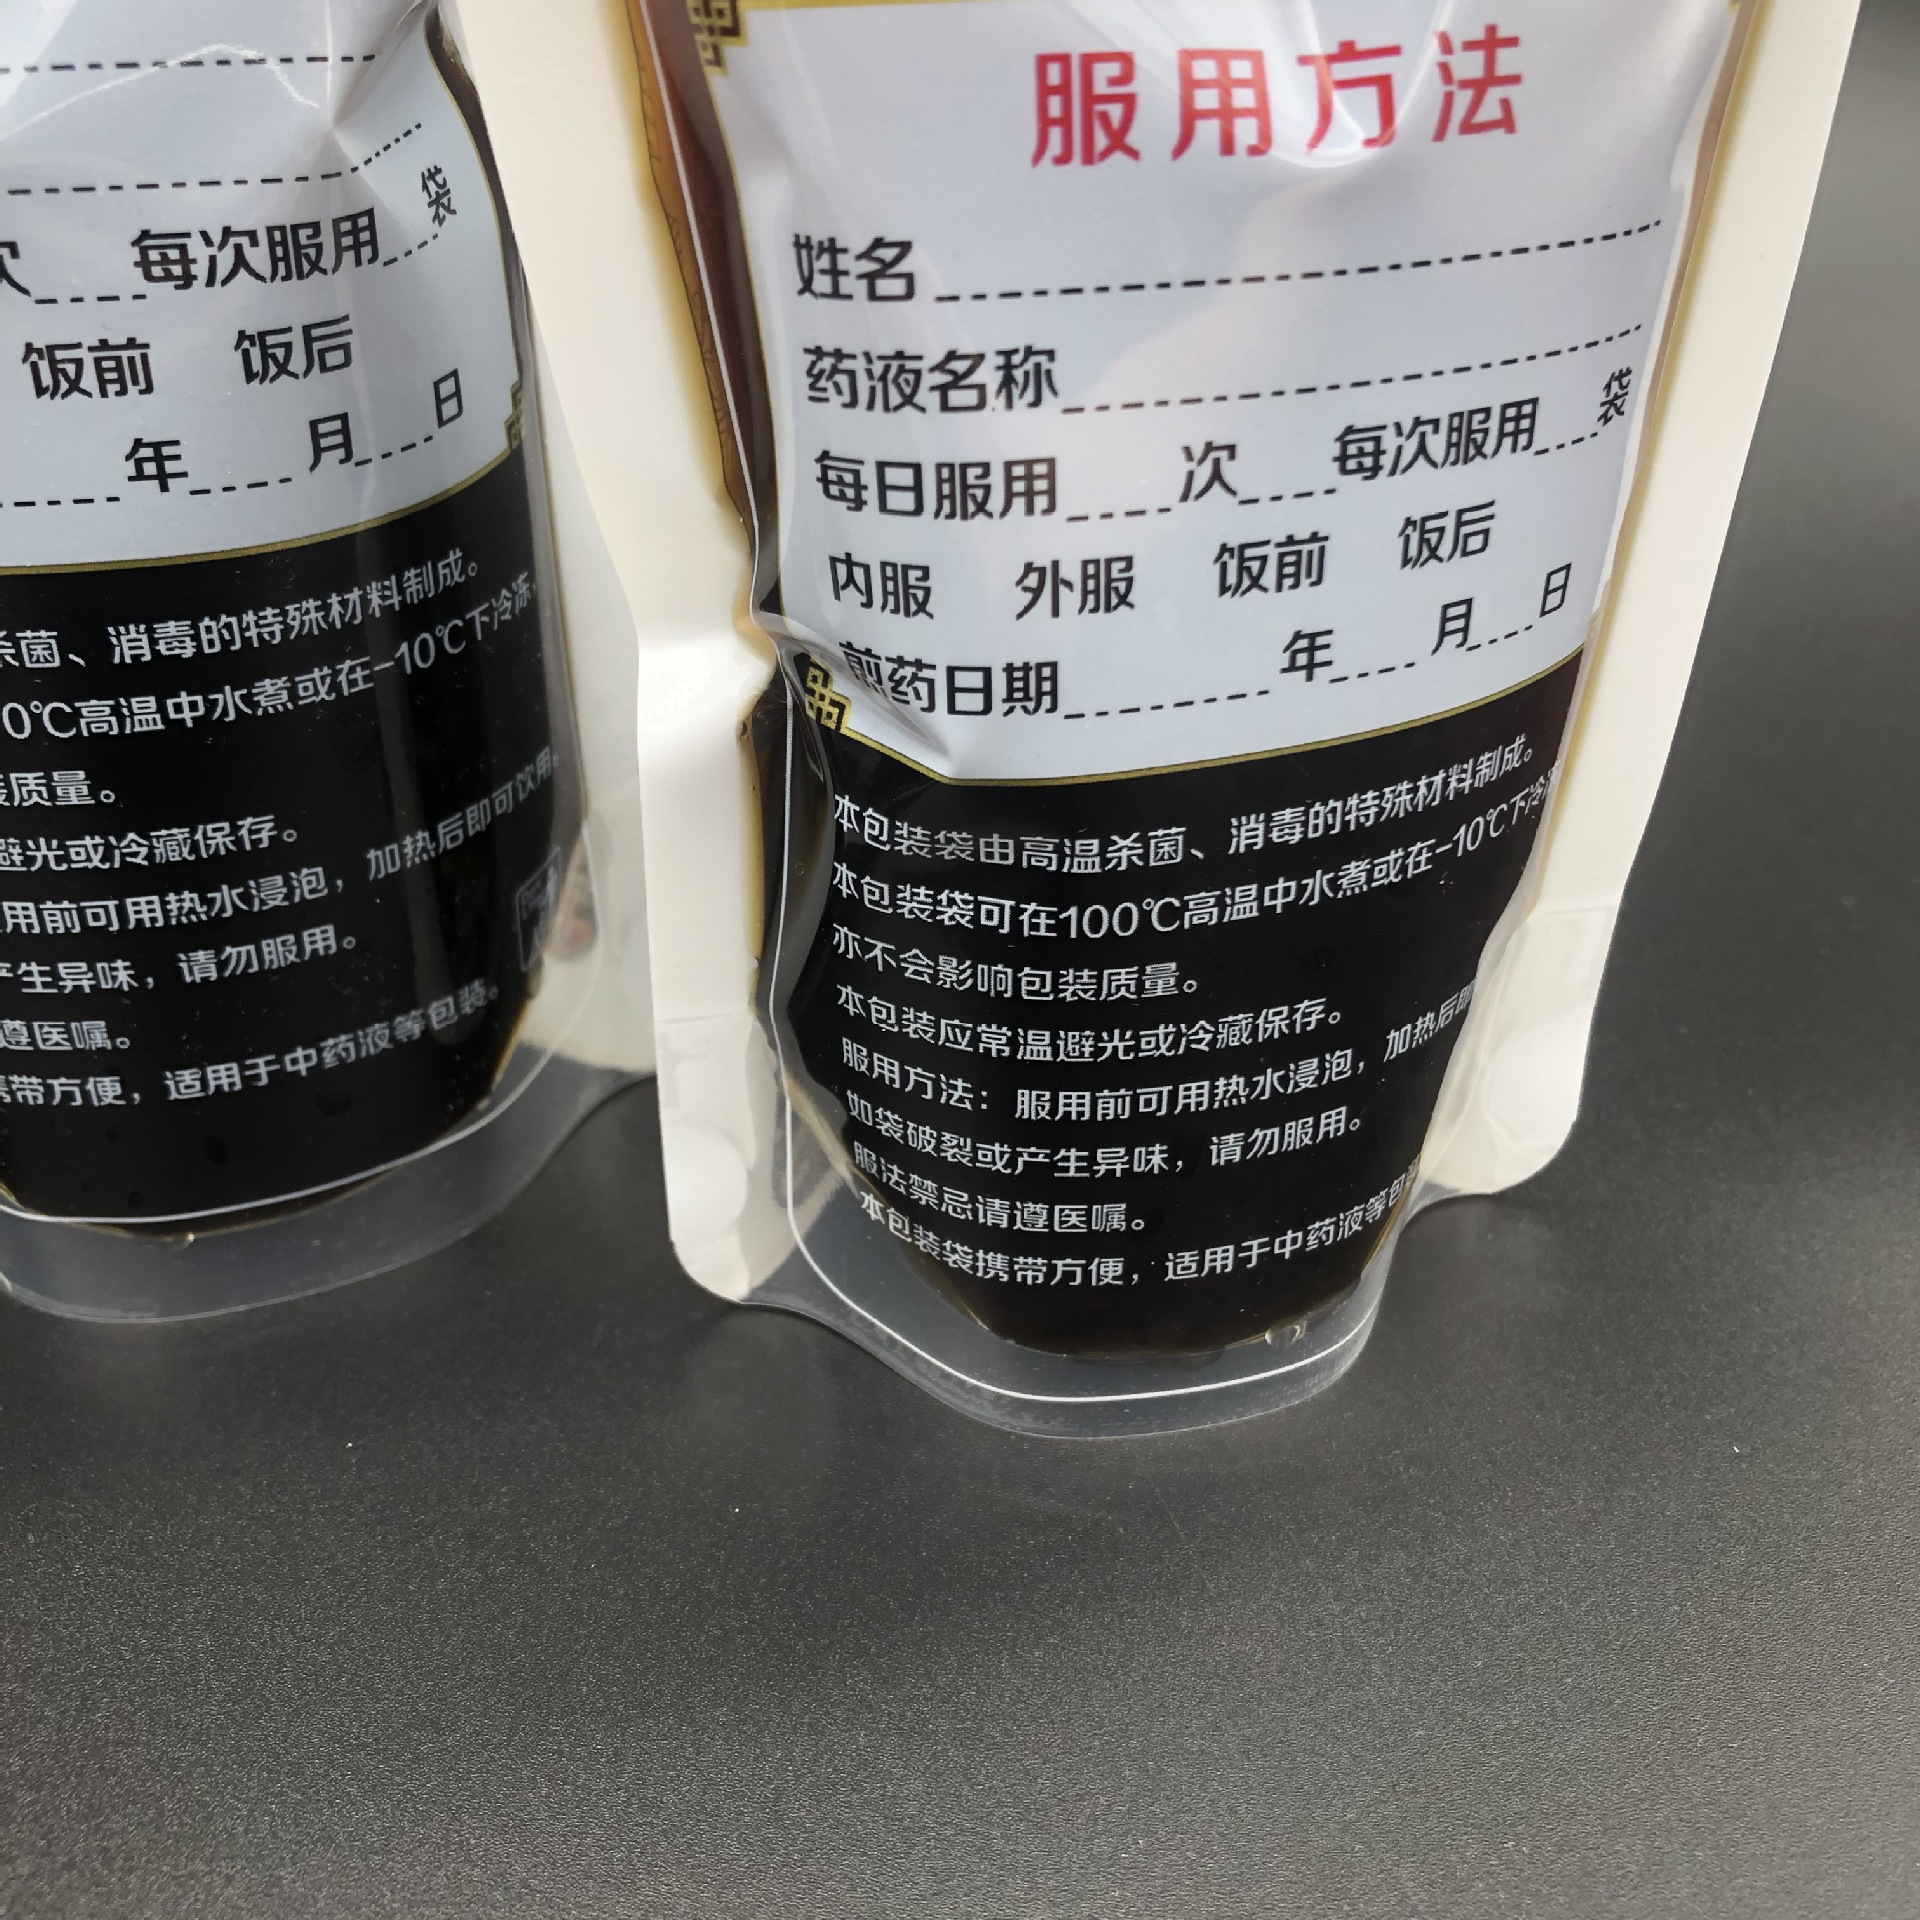 次 每次服用 袋
饭前 饭后
年 月 日
杀菌、消毒的特殊材料制成。
0℃高温中水煮或在-10℃下冷冻,
质量。
避光或冷藏保存。
用前可用热水浸泡，加热后即可饮用。
产生异味，请勿服用。
遵医嘱。
携带方便，适用于中药液等包装。
服用方法
姓名
药液名称
每日服用 次 每次服用 袋
内服 外服 饭前 饭后
煎药日期 年 月 日
本包装袋由高温杀菌、消毒的特殊材料制成。
本包装袋可在100℃高温中水煮或在-10℃下冷冻
亦不会影响包装质量。
本包装应常温避光或冷藏保存。
服用方法：服用前可用热水浸泡，加热后即
如袋破裂或产生异味，请勿服用。
服法禁忌请遵医嘱。
本包装袋携带方便，适用于中药液等包装